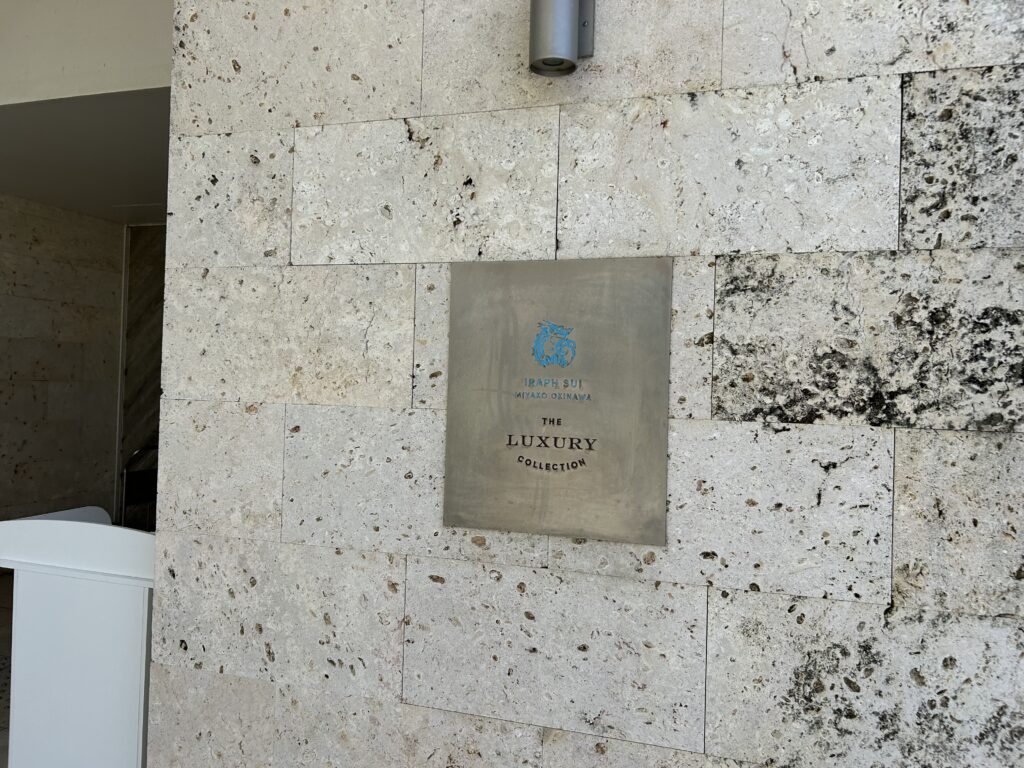 IRAPH SUI
MIYAKO OKINAWA
THE
LUXURY
COLLECTION